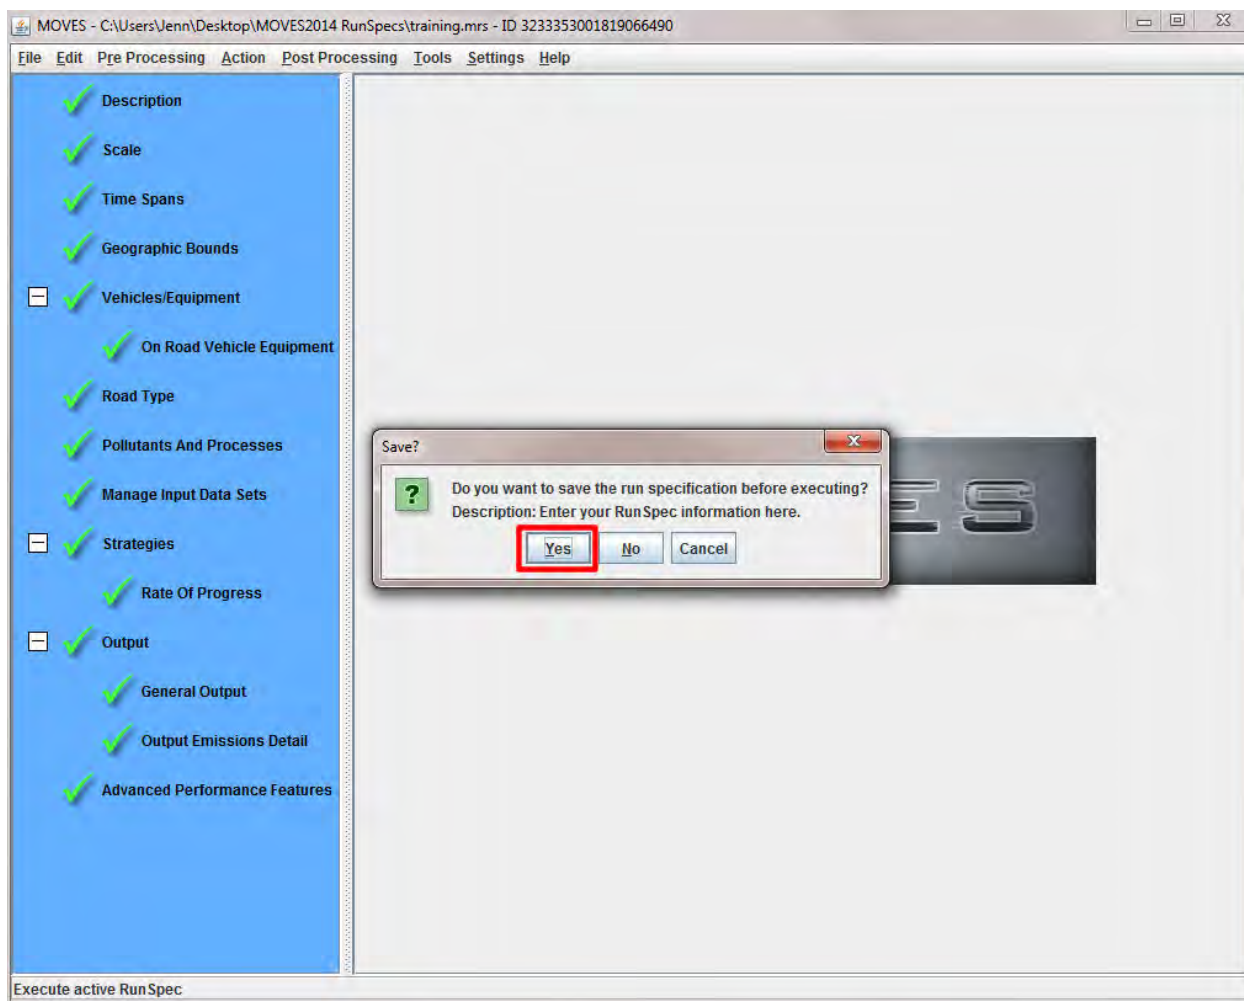 MOVES - C:\Users\Jenn\Desktop\MOVES2014 RunSpecs\training.mrs - ID 3233353001819066490
File Edit Pre Processing Action Post Processing Tools Settings Help
Description
Scale
Time Spans
Geographic Bounds
Vehicles/Equipment
On Road Vehicle Equipment
Road Type
Pollutants And Processes
Manage Input Data Sets
Strategies
Rate Of Progress
Output
General Output
Output Emissions Detail
Advanced Performance Features
Save?
Do you want to save the run specification before executing?
Description: Enter your RunSpec information here.
Yes No Cancel
ES
Execute active RunSpec